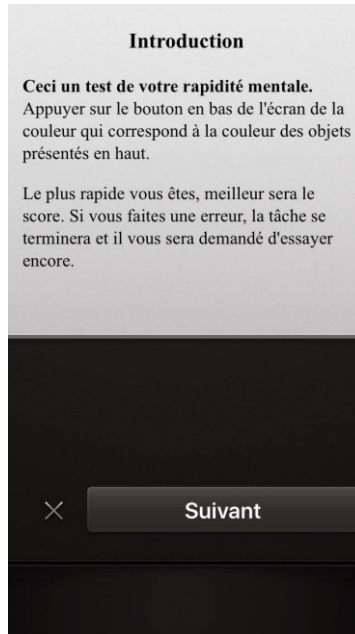 Introduction
Ceci un test de votre rapidité mentale.
Appuyer sur le bouton en bas de l'écran de la
couleur qui correspond à la couleur des objets
présentés en haut.
Le plus rapide vous êtes, meilleur sera le
score. Si vous faites une erreur, la tâche se
terminera et il vous sera demandé d'essayer
encore.
Suivant